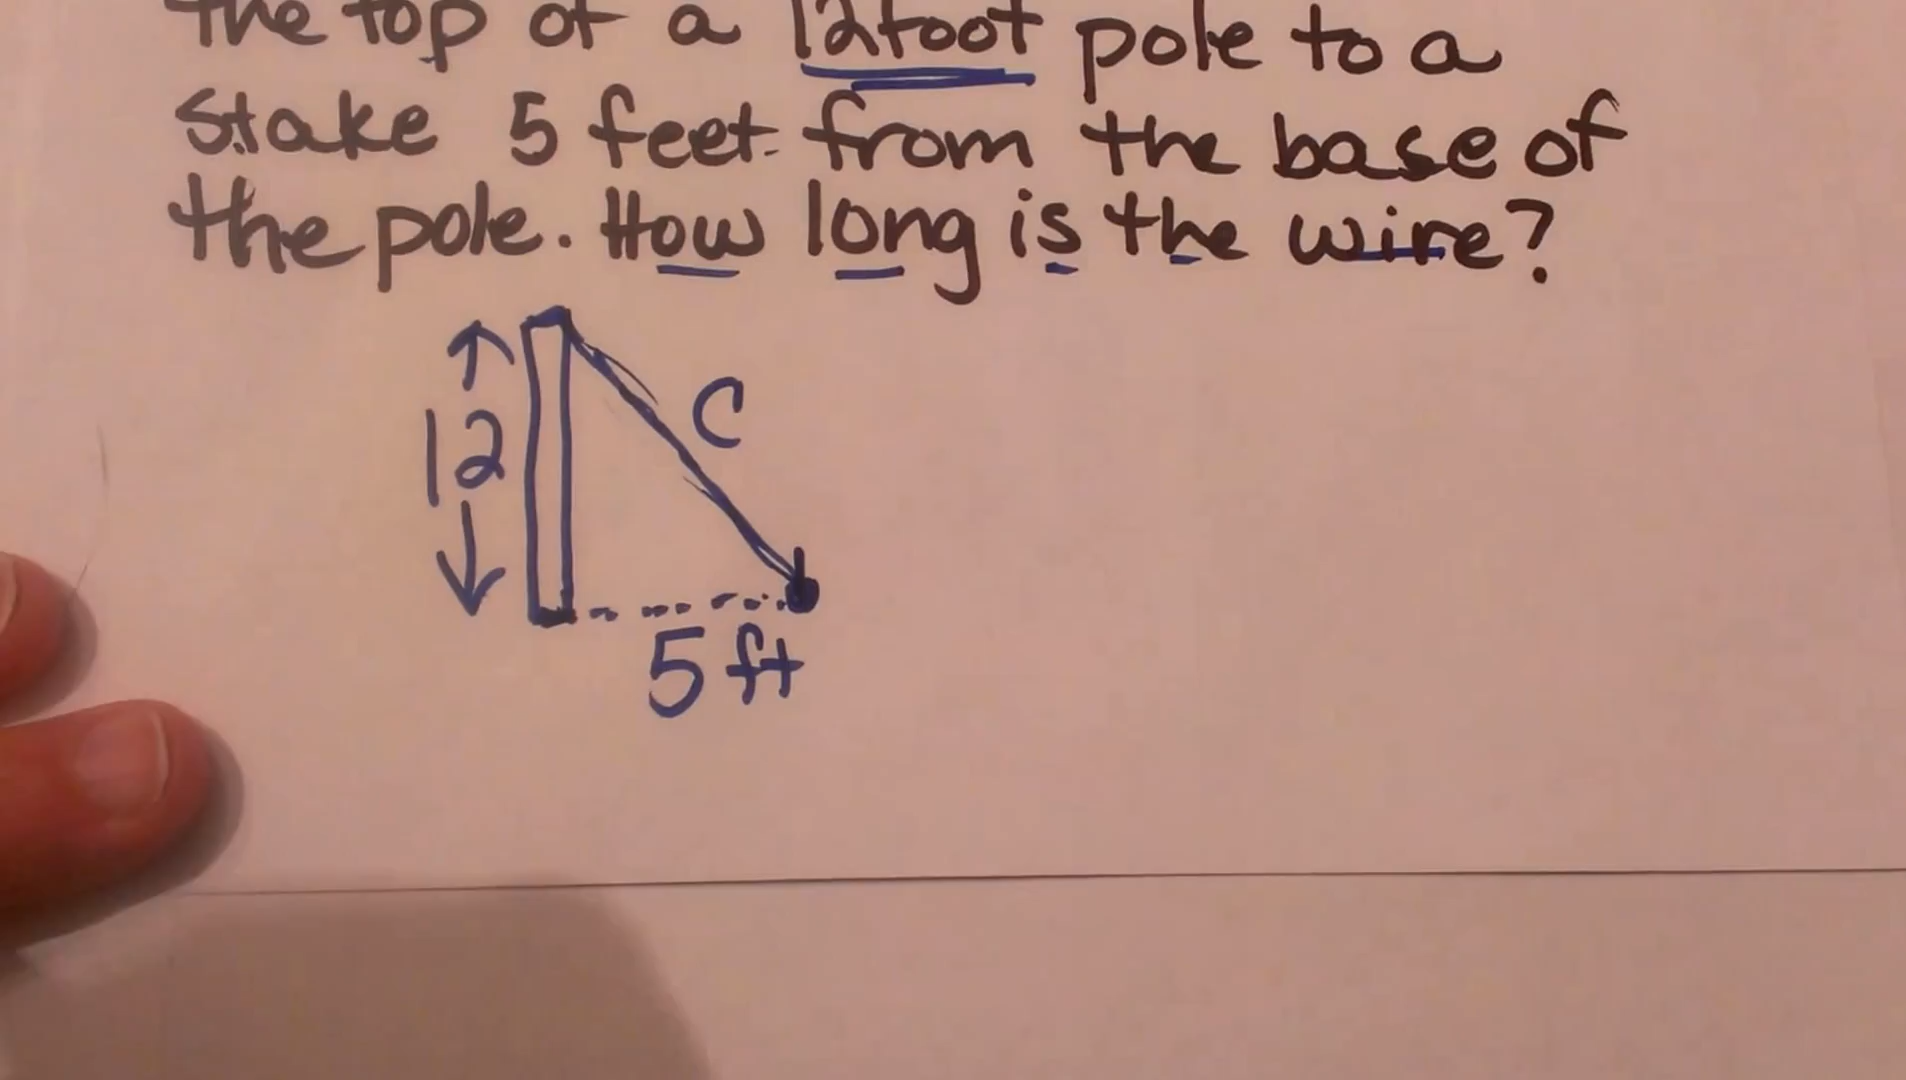 the top of a 12foot pole to a
stake 5 feet from the base of
the pole. How long is the wire?
12
C
5 ft